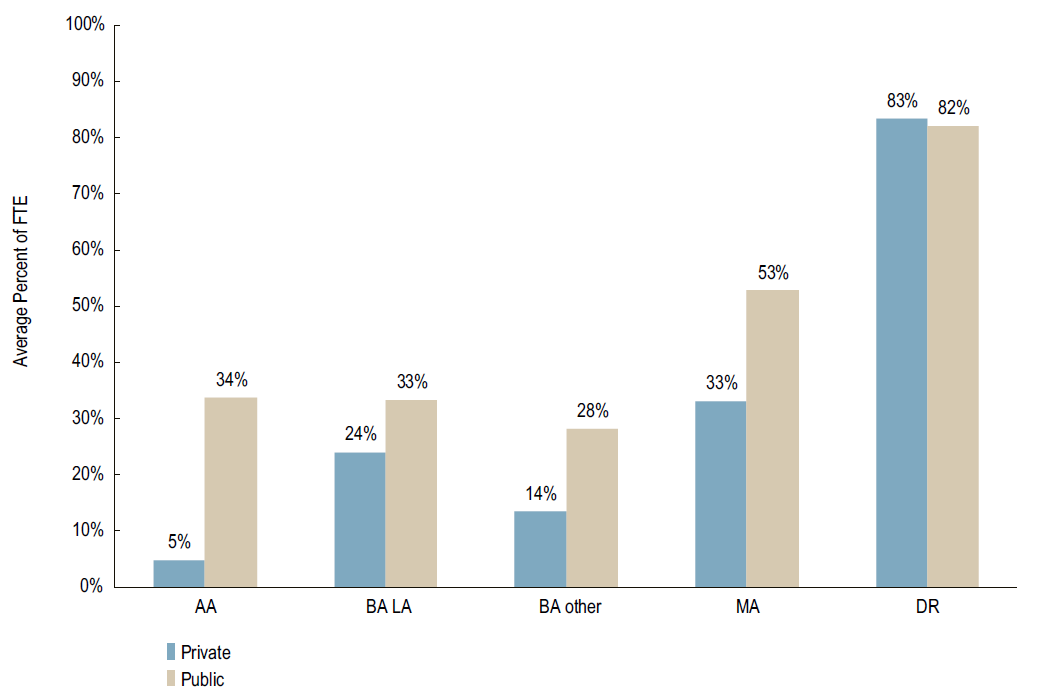 100%
90%
80%
70%
60%
50%
40%
30%
20%
10%
0%
Average Percent of FTE
5%
34%
24%
33%
14%
28%
33%
53%
83%
82%
AA
BA LA
BA other
MA
DR
Private
Public